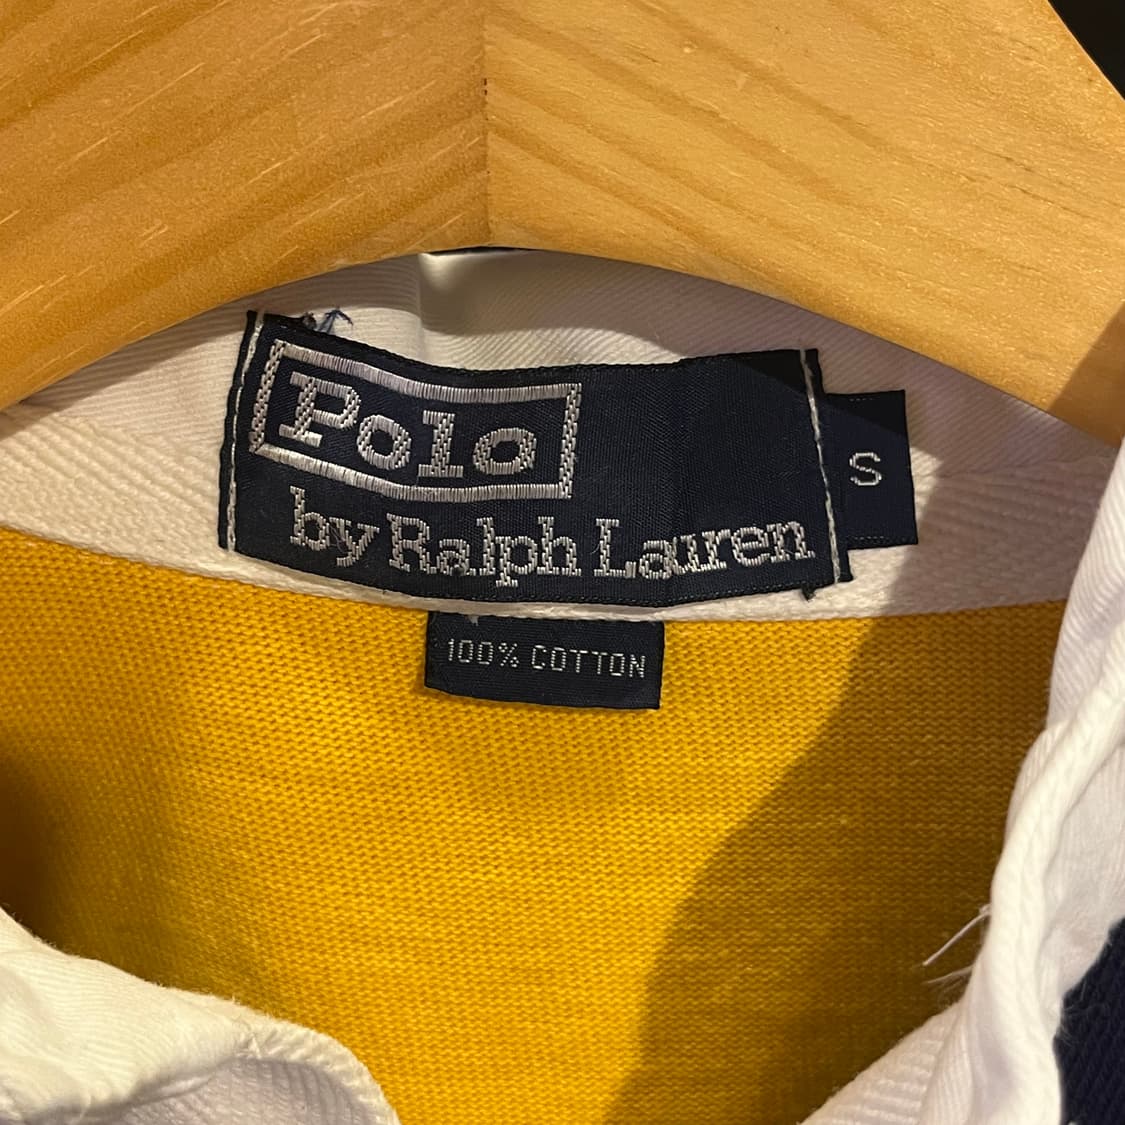 Polo
by Ralph Lauren
S
100% COTTON